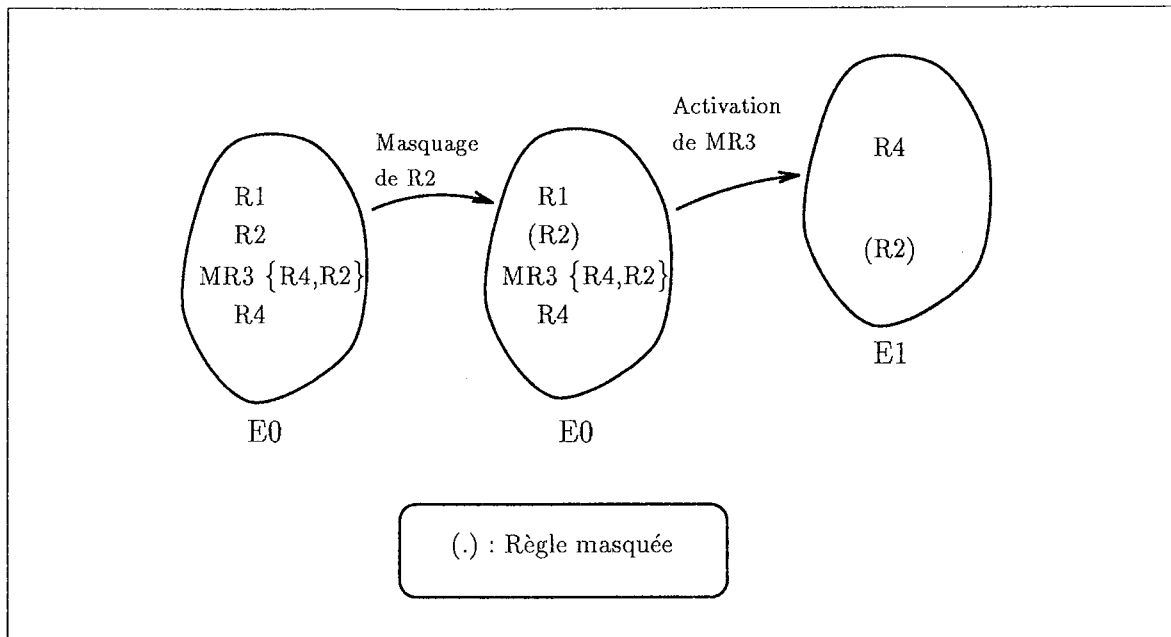 R1
R2
MR3 {R4,R2}
R4
E0
Masquage
de R2
R1
(R2)
MR3 {R4,R2}
R4
E0
Activation
de MR3
R4
(R2)
E1
(.) : Règle masquée